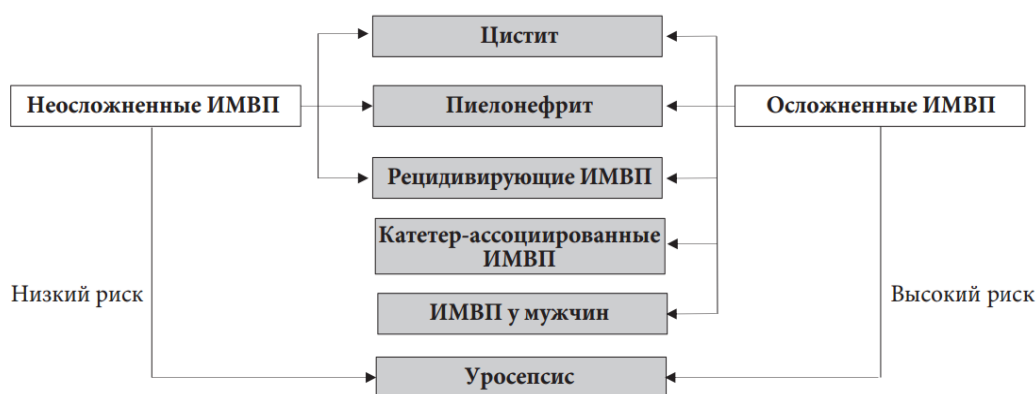 Цистит
Неосложненные ИМВП
Пиелонефрит
Осложненные ИМВП
Рецидивирующие ИМВП
Катетер-ассоциированные
ИМВП
Низкий риск
ИМВП у мужчин
Высокий риск
Уросепсис